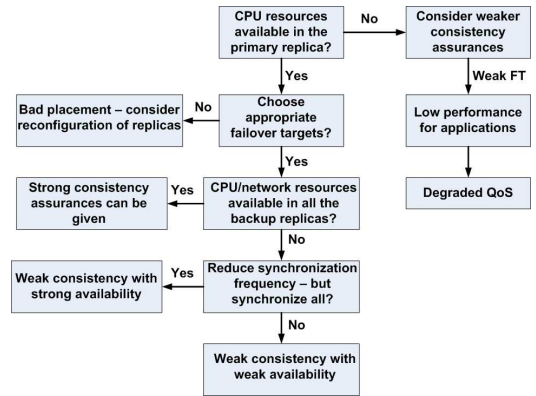 CPU resources
available in the
primary replica?
No
Consider weaker
consistency
assurances
Yes
Weak FT
Bad placement – consider
reconfiguration of replicas
No
Choose
appropriate
failover targets?
Low performance
for applications
Yes
Strong consistency
assurances can be
given
Yes
CPU/network resources
available in all the
backup replicas?
Degraded QoS
No
Weak consistency with
strong availability
Yes
Reduce synchronization
frequency – but
synchronize all?
No
Weak consistency with
weak availability